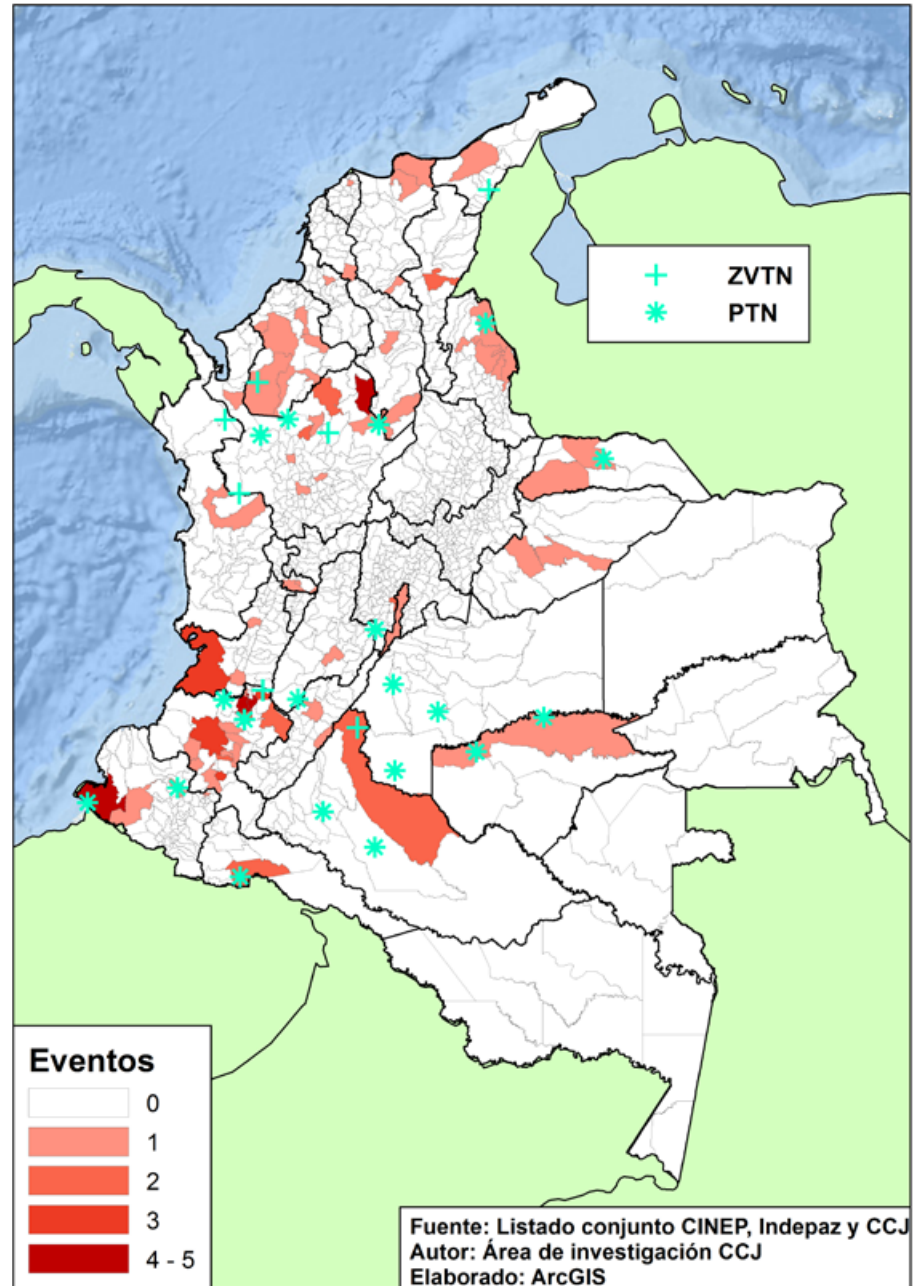 ZVTN
PTN
Eventos
0
1
2
3
4 - 5
Fuente: Listado conjunto CINEP, Indepaz y CCJ
Autor: Área de investigación CCJ
Elaborado: ArcGIS